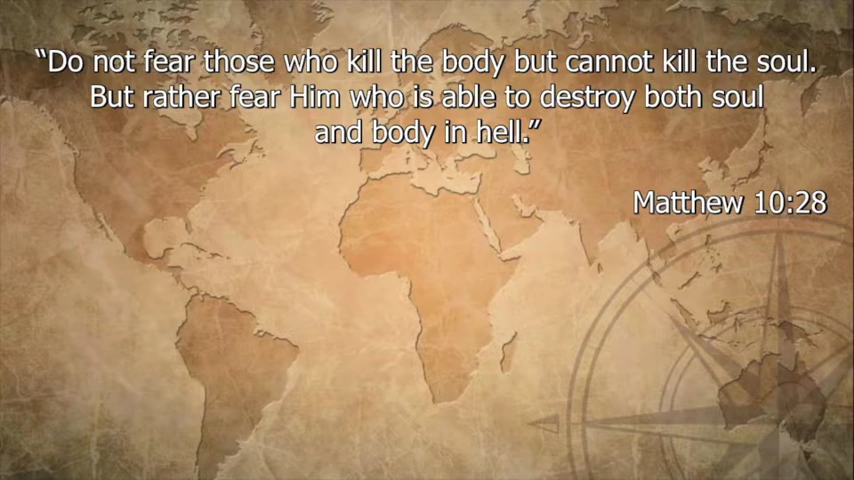 “Do not fear those who kill the body but cannot kill the soul.
But rather fear Him who is able to destroy both soul
and body in hell.”
Matthew 10:28